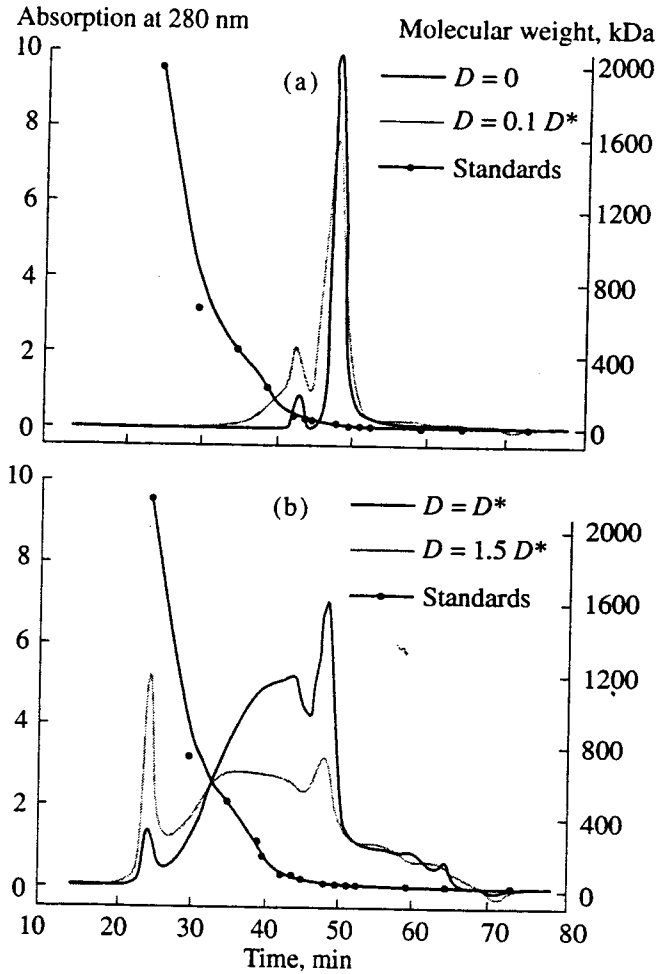 Absorption at 280 nm
Molecular weight, kDa
(a)
D = 0
D = 0.1 D*
Standards
10
8
6
4
2
0
2000
1600
1200
800
400
0
(b)
D = D*
D = 1.5 D*
Standards
10
8
6
4
2
0
2000
1600
1200
800
400
0
10 20 30 40 50 60 70 80
Time, min